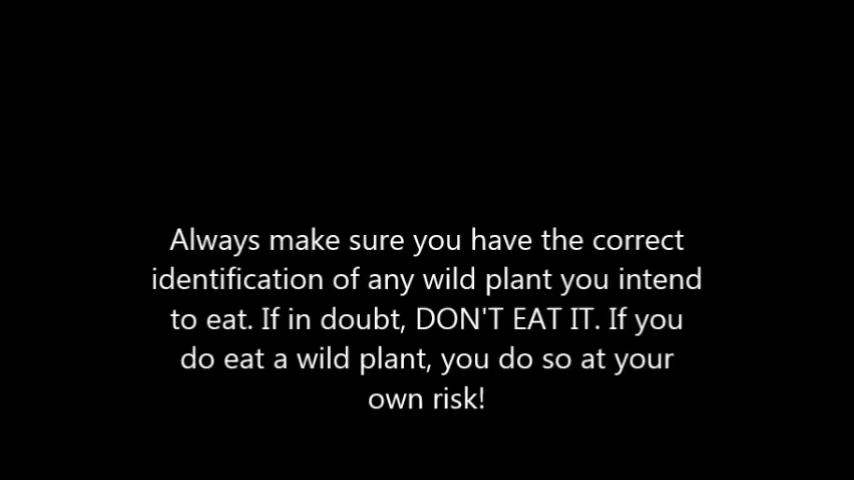 Always make sure you have the correct
identification of any wild plant you intend
to eat. If in doubt, DON'T EAT IT. If you
do eat a wild plant, you do so at your
own risk!